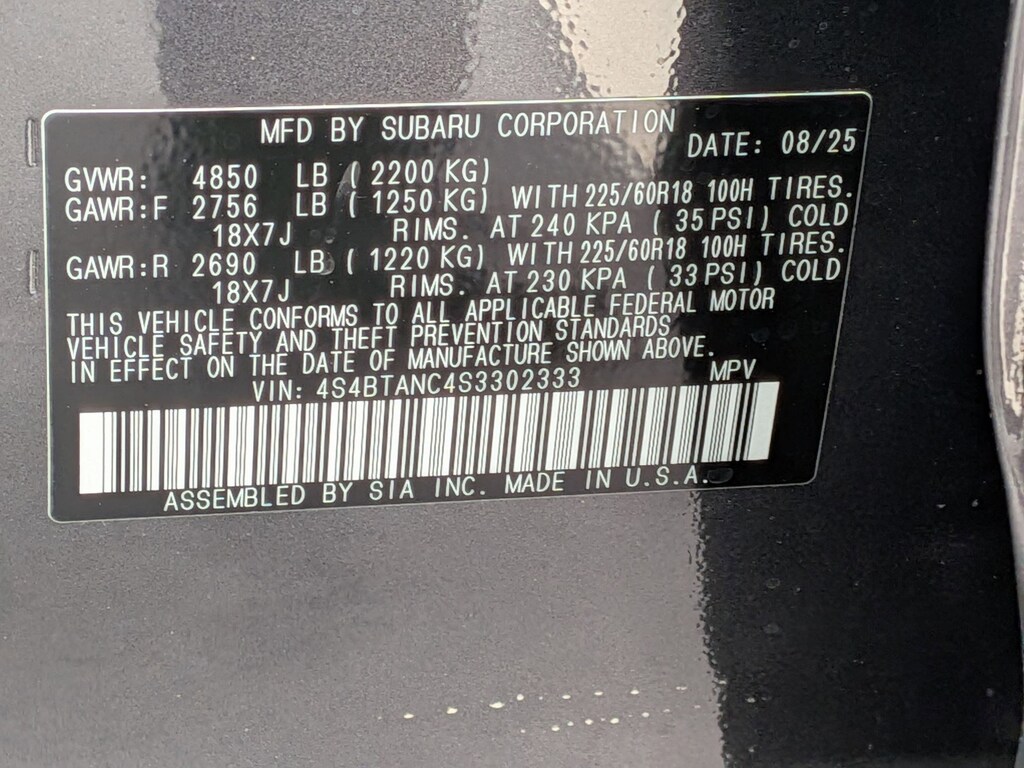 MFD BY SUBARU CORPORATION
DATE: 08/25
GVWR: 4850 LB ( 2200 KG)
GAWR:F 2756 LB ( 1250 KG) WITH 225/60R18 100H TIRES.
18X7J RIMS. AT 240 KPA ( 35 PSI) COLD
GAWR:R 2690 LB ( 1220 KG) WITH 225/60R18 100H TIRES.
18X7J RIMS. AT 230 KPA ( 33 PSI) COLD
THIS VEHICLE CONFORMS TO ALL APPLICABLE FEDERAL MOTOR
VEHICLE SAFETY AND THEFT PREVENTION STANDARDS
IN EFFECT ON THE DATE OF MANUFACTURE SHOWN ABOVE.
VIN: 4S4BTANC4S3302333 MPV
ASSEMBLED BY SIA INC. MADE IN U.S.A.